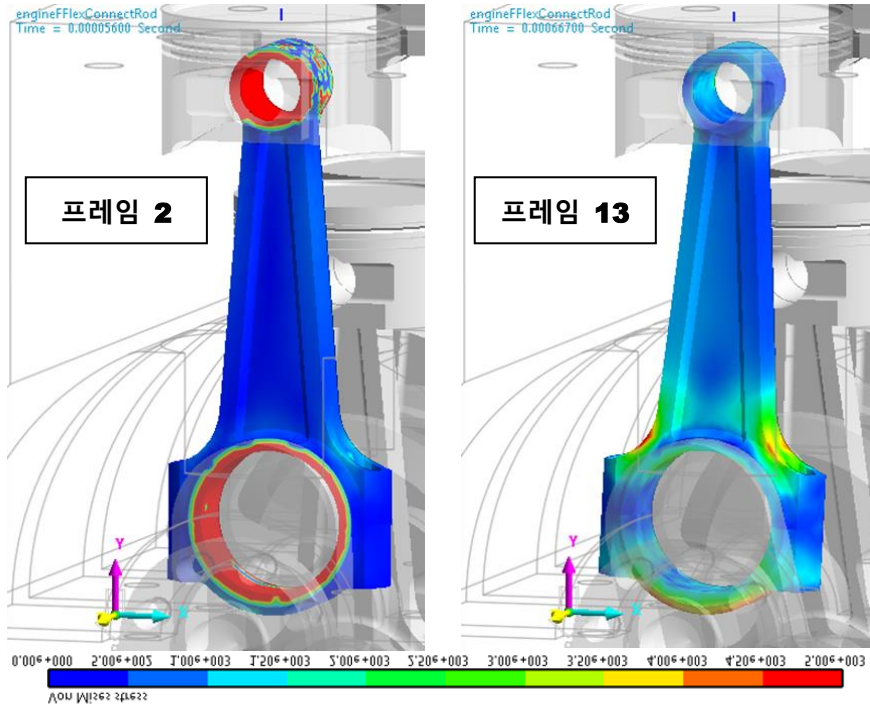 engineFFlexConnectRod
Time = 0.00005600 Second
engineFFlexConnectRod
Time = 0.00066700 Second
프레임 2
프레임 13
Y
X
Y
X
0.00e+000 5.00e+002 1.00e+003 1.50e+003 2.00e+003 2.50e+003 3.00e+003 3.50e+003 4.00e+003 4.50e+003 5.00e+003
Von Mises stress